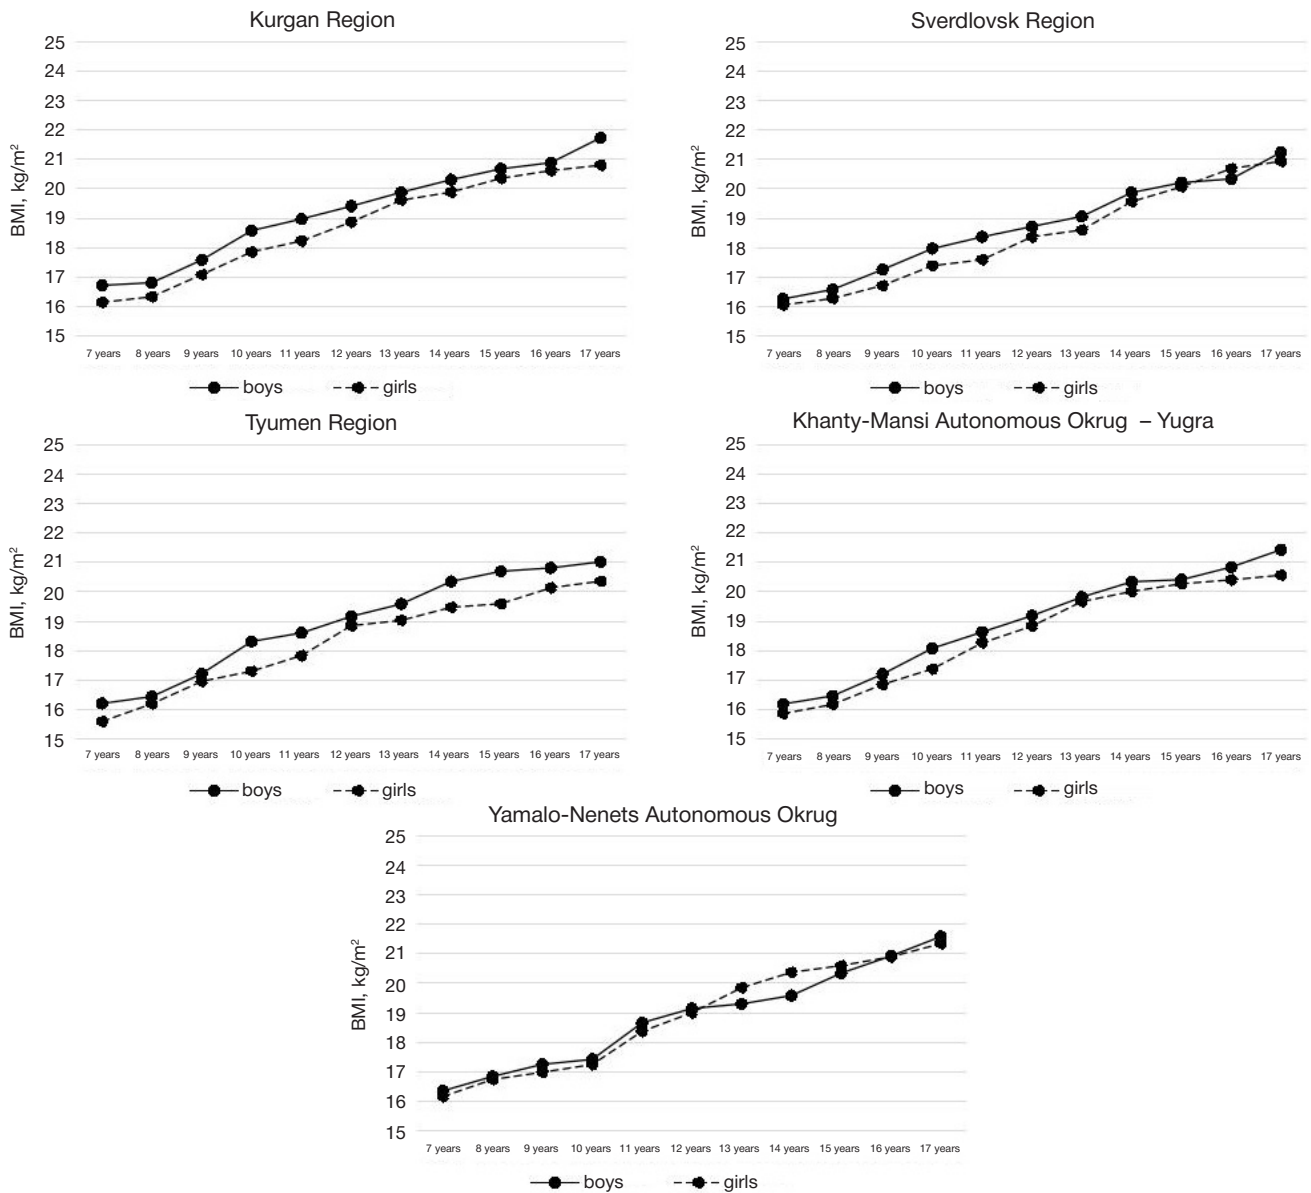 Kurgan Region
BMI, kg/m²
25
24
23
22
21
20
19
18
17
16
15
7 years 8 years 9 years 10 years 11 years 12 years 13 years 14 years 15 years 16 years 17 years
boys girls
Sverdlovsk Region
BMI, kg/m²
25
24
23
22
21
20
19
18
17
16
15
7 years 8 years 9 years 10 years 11 years 12 years 13 years 14 years 15 years 16 years 17 years
boys girls
Tyumen Region
BMI, kg/m²
25
24
23
22
21
20
19
18
17
16
15
7 years 8 years 9 years 10 years 11 years 12 years 13 years 14 years 15 years 16 years 17 years
boys girls
Khanty-Mansi Autonomous Okrug – Yugra
BMI, kg/m²
25
24
23
22
21
20
19
18
17
16
15
7 years 8 years 9 years 10 years 11 years 12 years 13 years 14 years 15 years 16 years 17 years
boys girls
Yamalo-Nenets Autonomous Okrug
BMI, kg/m²
25
24
23
22
21
20
19
18
17
16
15
7 years 8 years 9 years 10 years 11 years 12 years 13 years 14 years 15 years 16 years 17 years
boys girls